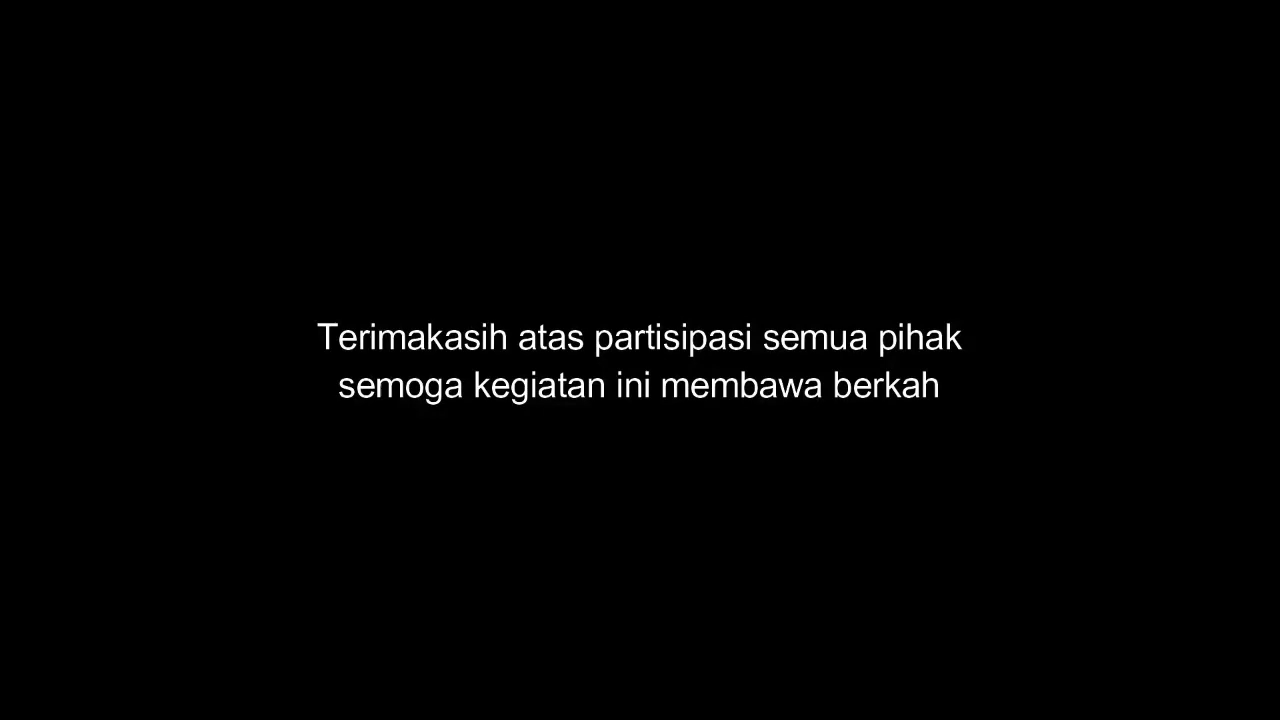 Terimakasih atas partisipasi semua pihak
semoga kegiatan ini membawa berkah